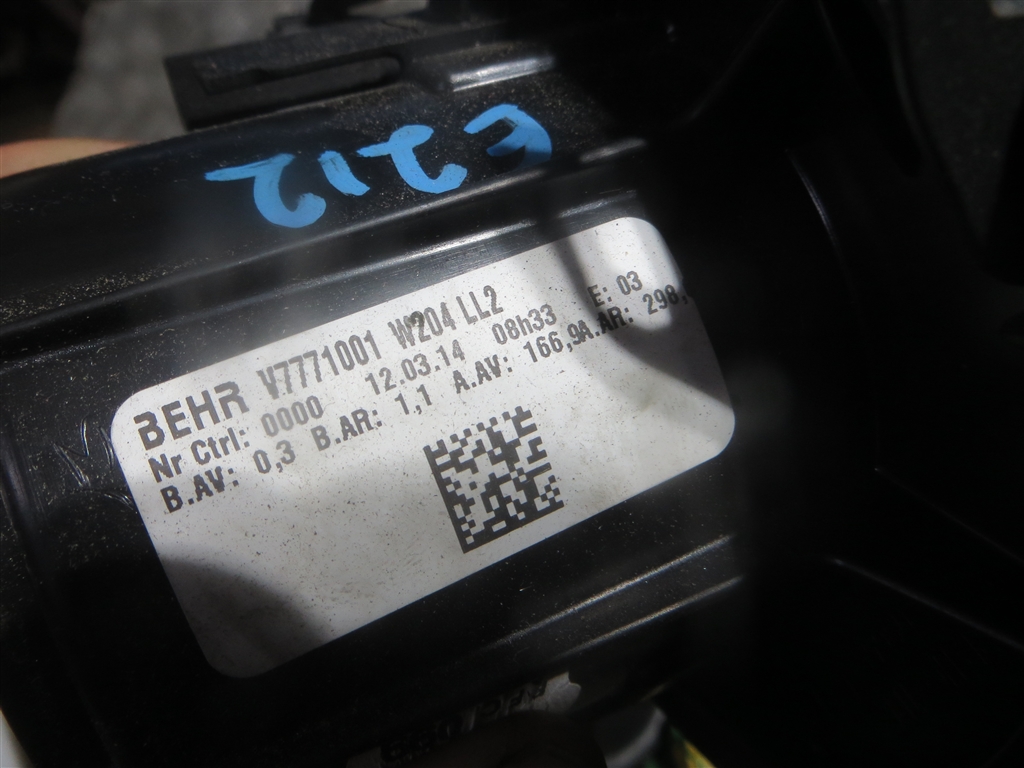 E212
BEHR V7771001 W204 LL2
Nr Ctrl: 0000 12.03.14 08h33 E: 03
B.AV: 0,3 B.AR: 1,1 A.AV: 166,9A.AR: 298,